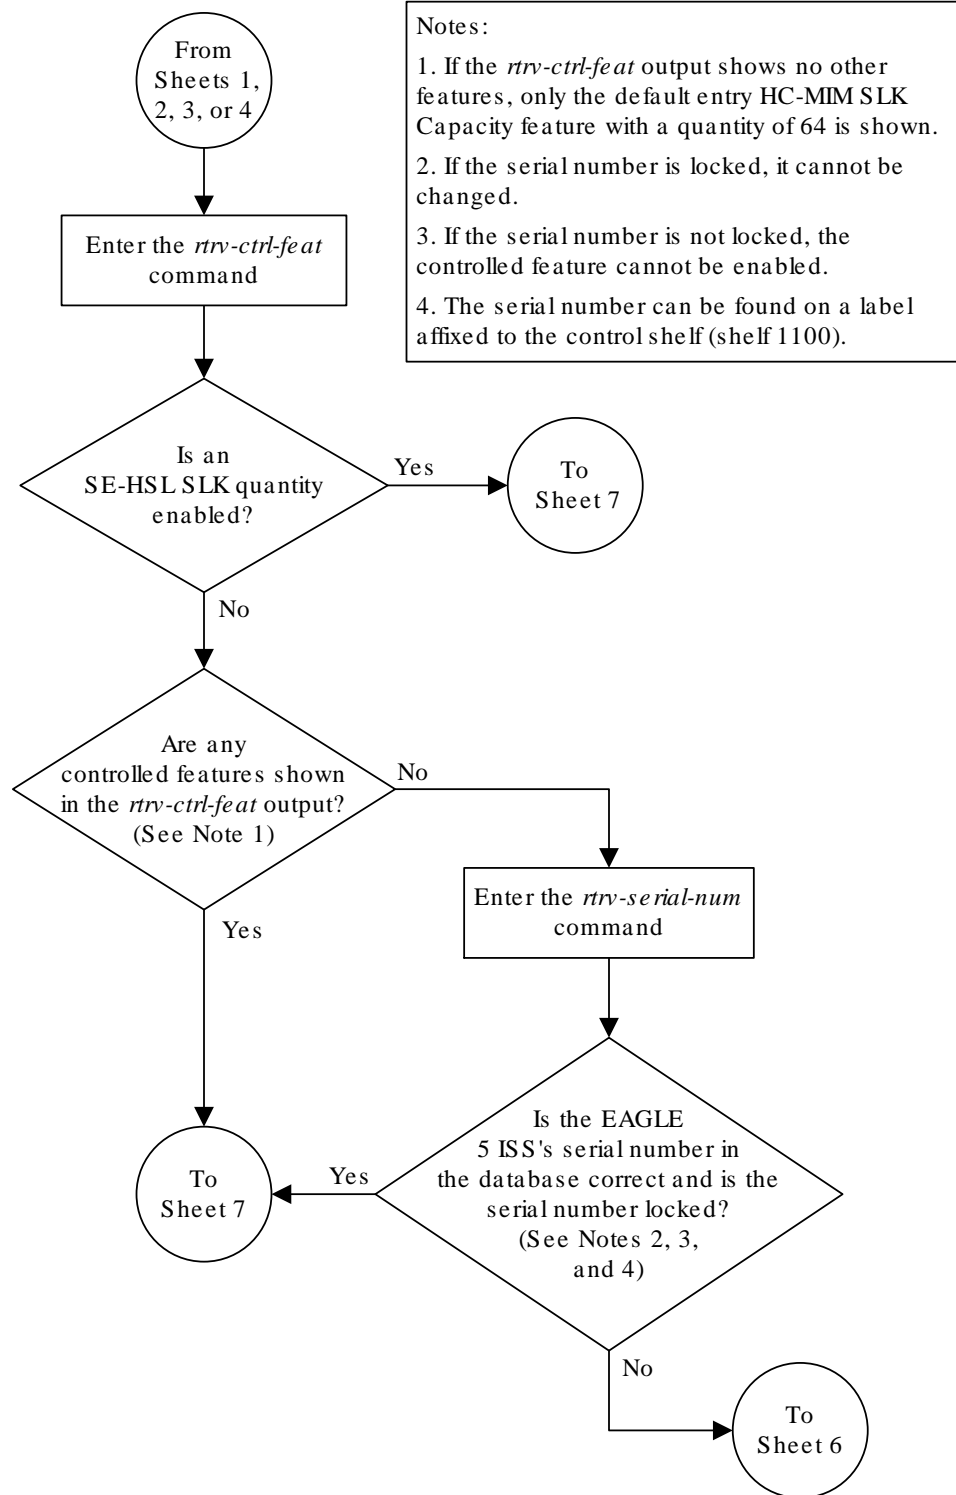 From
Sheets 1,
2, 3, or 4
Notes:
1. If the rtrv-ctrl-feat output shows no other
features, only the default entry HC-MIM SLK
Capacity feature with a quantity of 64 is shown.
2. If the serial number is locked, it cannot be
changed.
3. If the serial number is not locked, the
controlled feature cannot be enabled.
4. The serial number can be found on a label
affixed to the control shelf (shelf 1100).
Enter the rtrv-ctrl-feat
command
Is an
SE-HSL SLK quantity
enabled?
Yes
To
Sheet 7
No
Are any
controlled features shown
in the rtrv-ctrl-feat output?
(See Note 1)
No
Yes
Enter the rtrv-serial-num
command
Is the EAGLE
5 ISS's serial number in
the database correct and is the
serial number locked?
(See Notes 2, 3,
and 4)
Yes
To
Sheet 7
No
To
Sheet 6